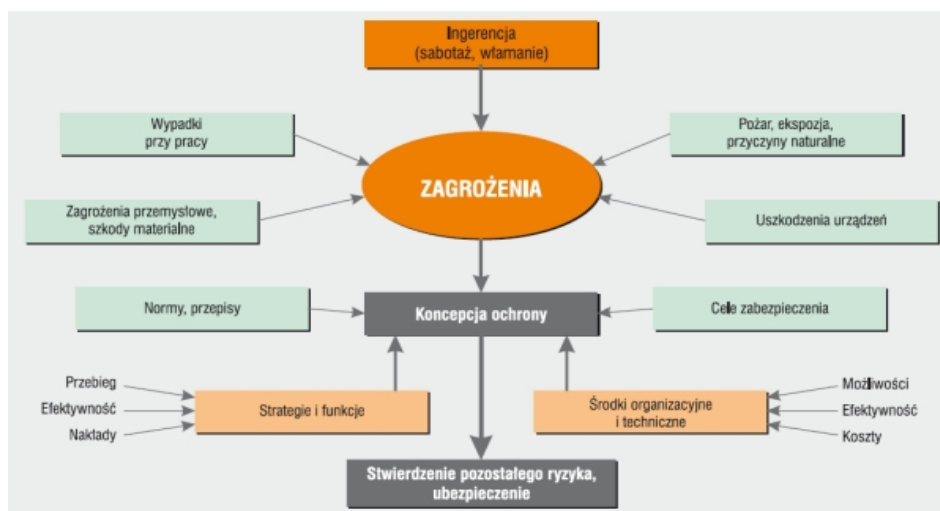 Ingerencja
(sabotaż, włamanie)
Wypadki
przy pracy
Pożar, ekspozja,
przyczyny naturalne
ZAGROŻENIA
Zagrożenia przemysłowe,
szkody materialne
Uszkodzenia urządzeń
Normy, przepisy
Koncepcja ochrony
Cele zabezpieczenia
Przebieg
Efektywność
Nakłady
Strategie i funkcje
Środki organizacyjne
i techniczne
Możliwości
Efektywność
Koszty
Stwierdzenie pozostałego ryzyka,
ubezpieczenie